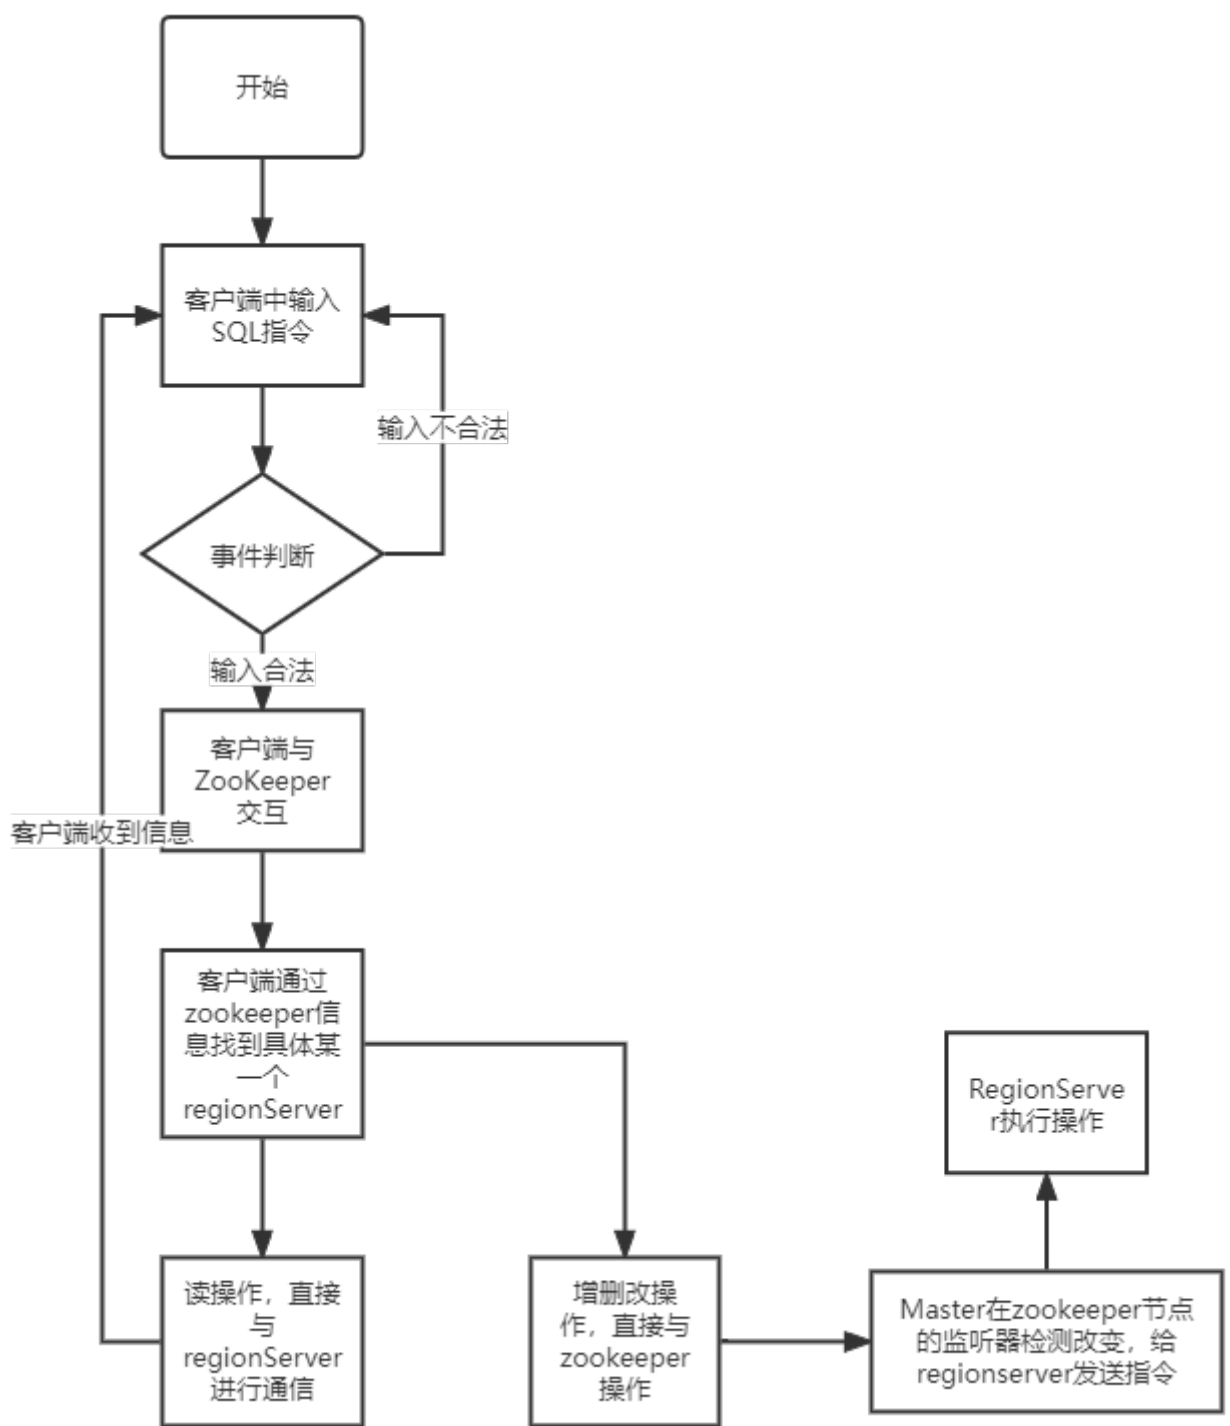 开始
客户端中输入
SQL指令
输入不合法
事件判断
输入合法
客户端与
ZooKeeper
交互
客户端收到信息
客户端通过
zookeeper信
息找到具体某
一个
regionServer
RegionServe
r执行操作
读操作，直接
与
regionServer
进行通信
增删改操
作，直接与
zookeeper
操作
Master在zookeeper节点
的监听器检测改变，给
regionserver发送指令